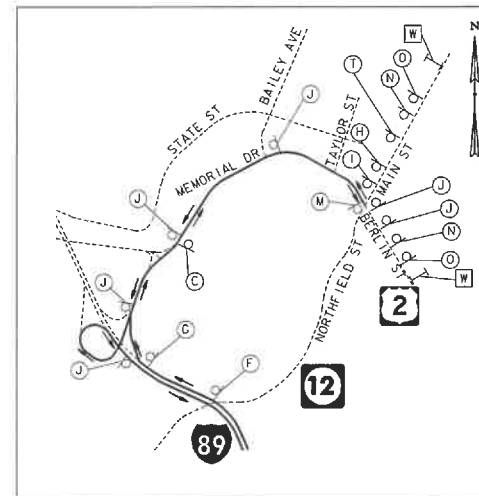 N
W
O
N
T
BAILEY AVE
J
STATE ST
TAYLOR ST
H
I
MAIN ST
MEMORIAL DR
J
M
J
BERLIN ST
J
N
C
O
W
J
NORTHFIELD ST
2
G
J
F
12
89